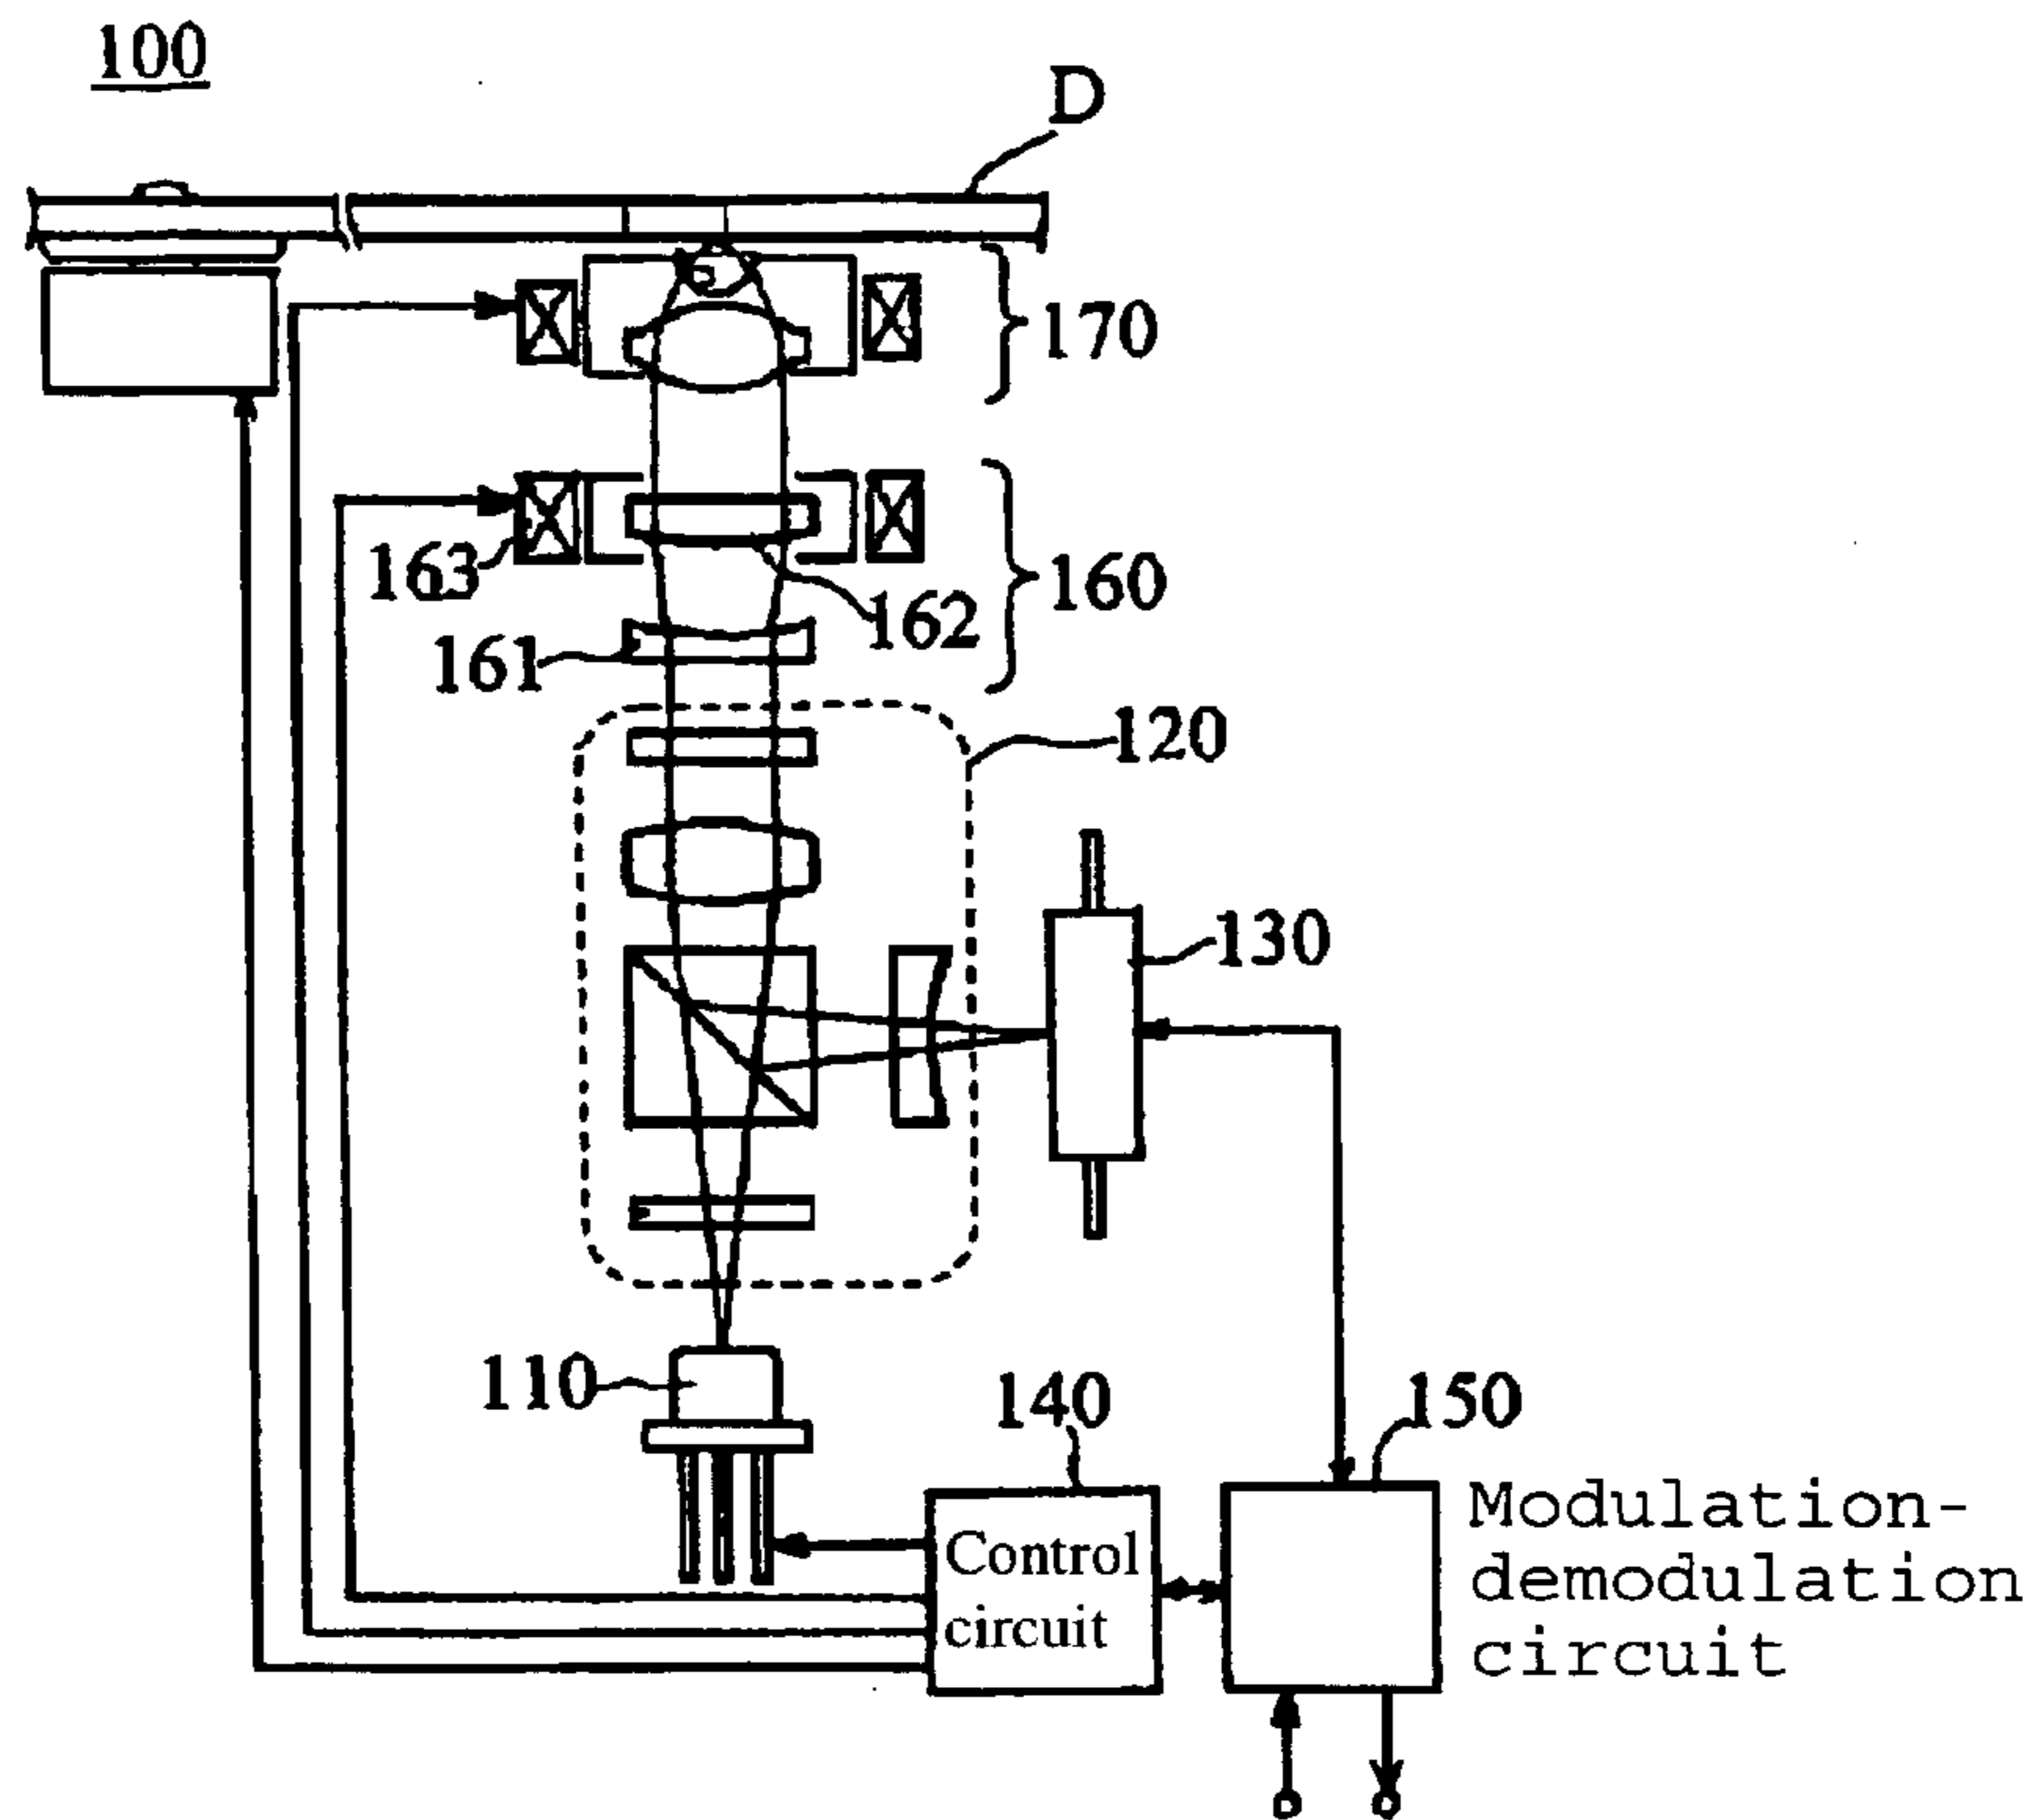 100
D
170
163
162
160
161
120
130
110
140
150
Control
circuit
Modulation-
demodulation
circuit